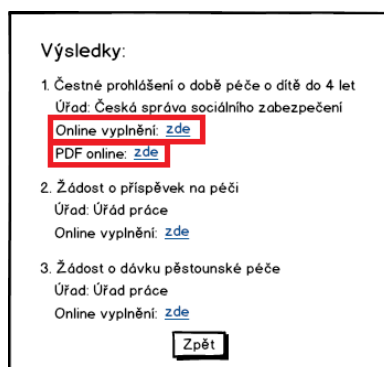 Výsledky:
1. Čestné prohlášení o době péče o dítě do 4 let
Úřad: Česká správa sociálního zabezpečení
Online vyplnění: zde
PDF online: zde
2. Žádost o příspěvek na péči
Úřad: Úřád práce
Online vyplnění: zde
3. Žádost o dávku pěstounské péče
Úřad: Úřad práce
Online vyplnění: zde
Zpět